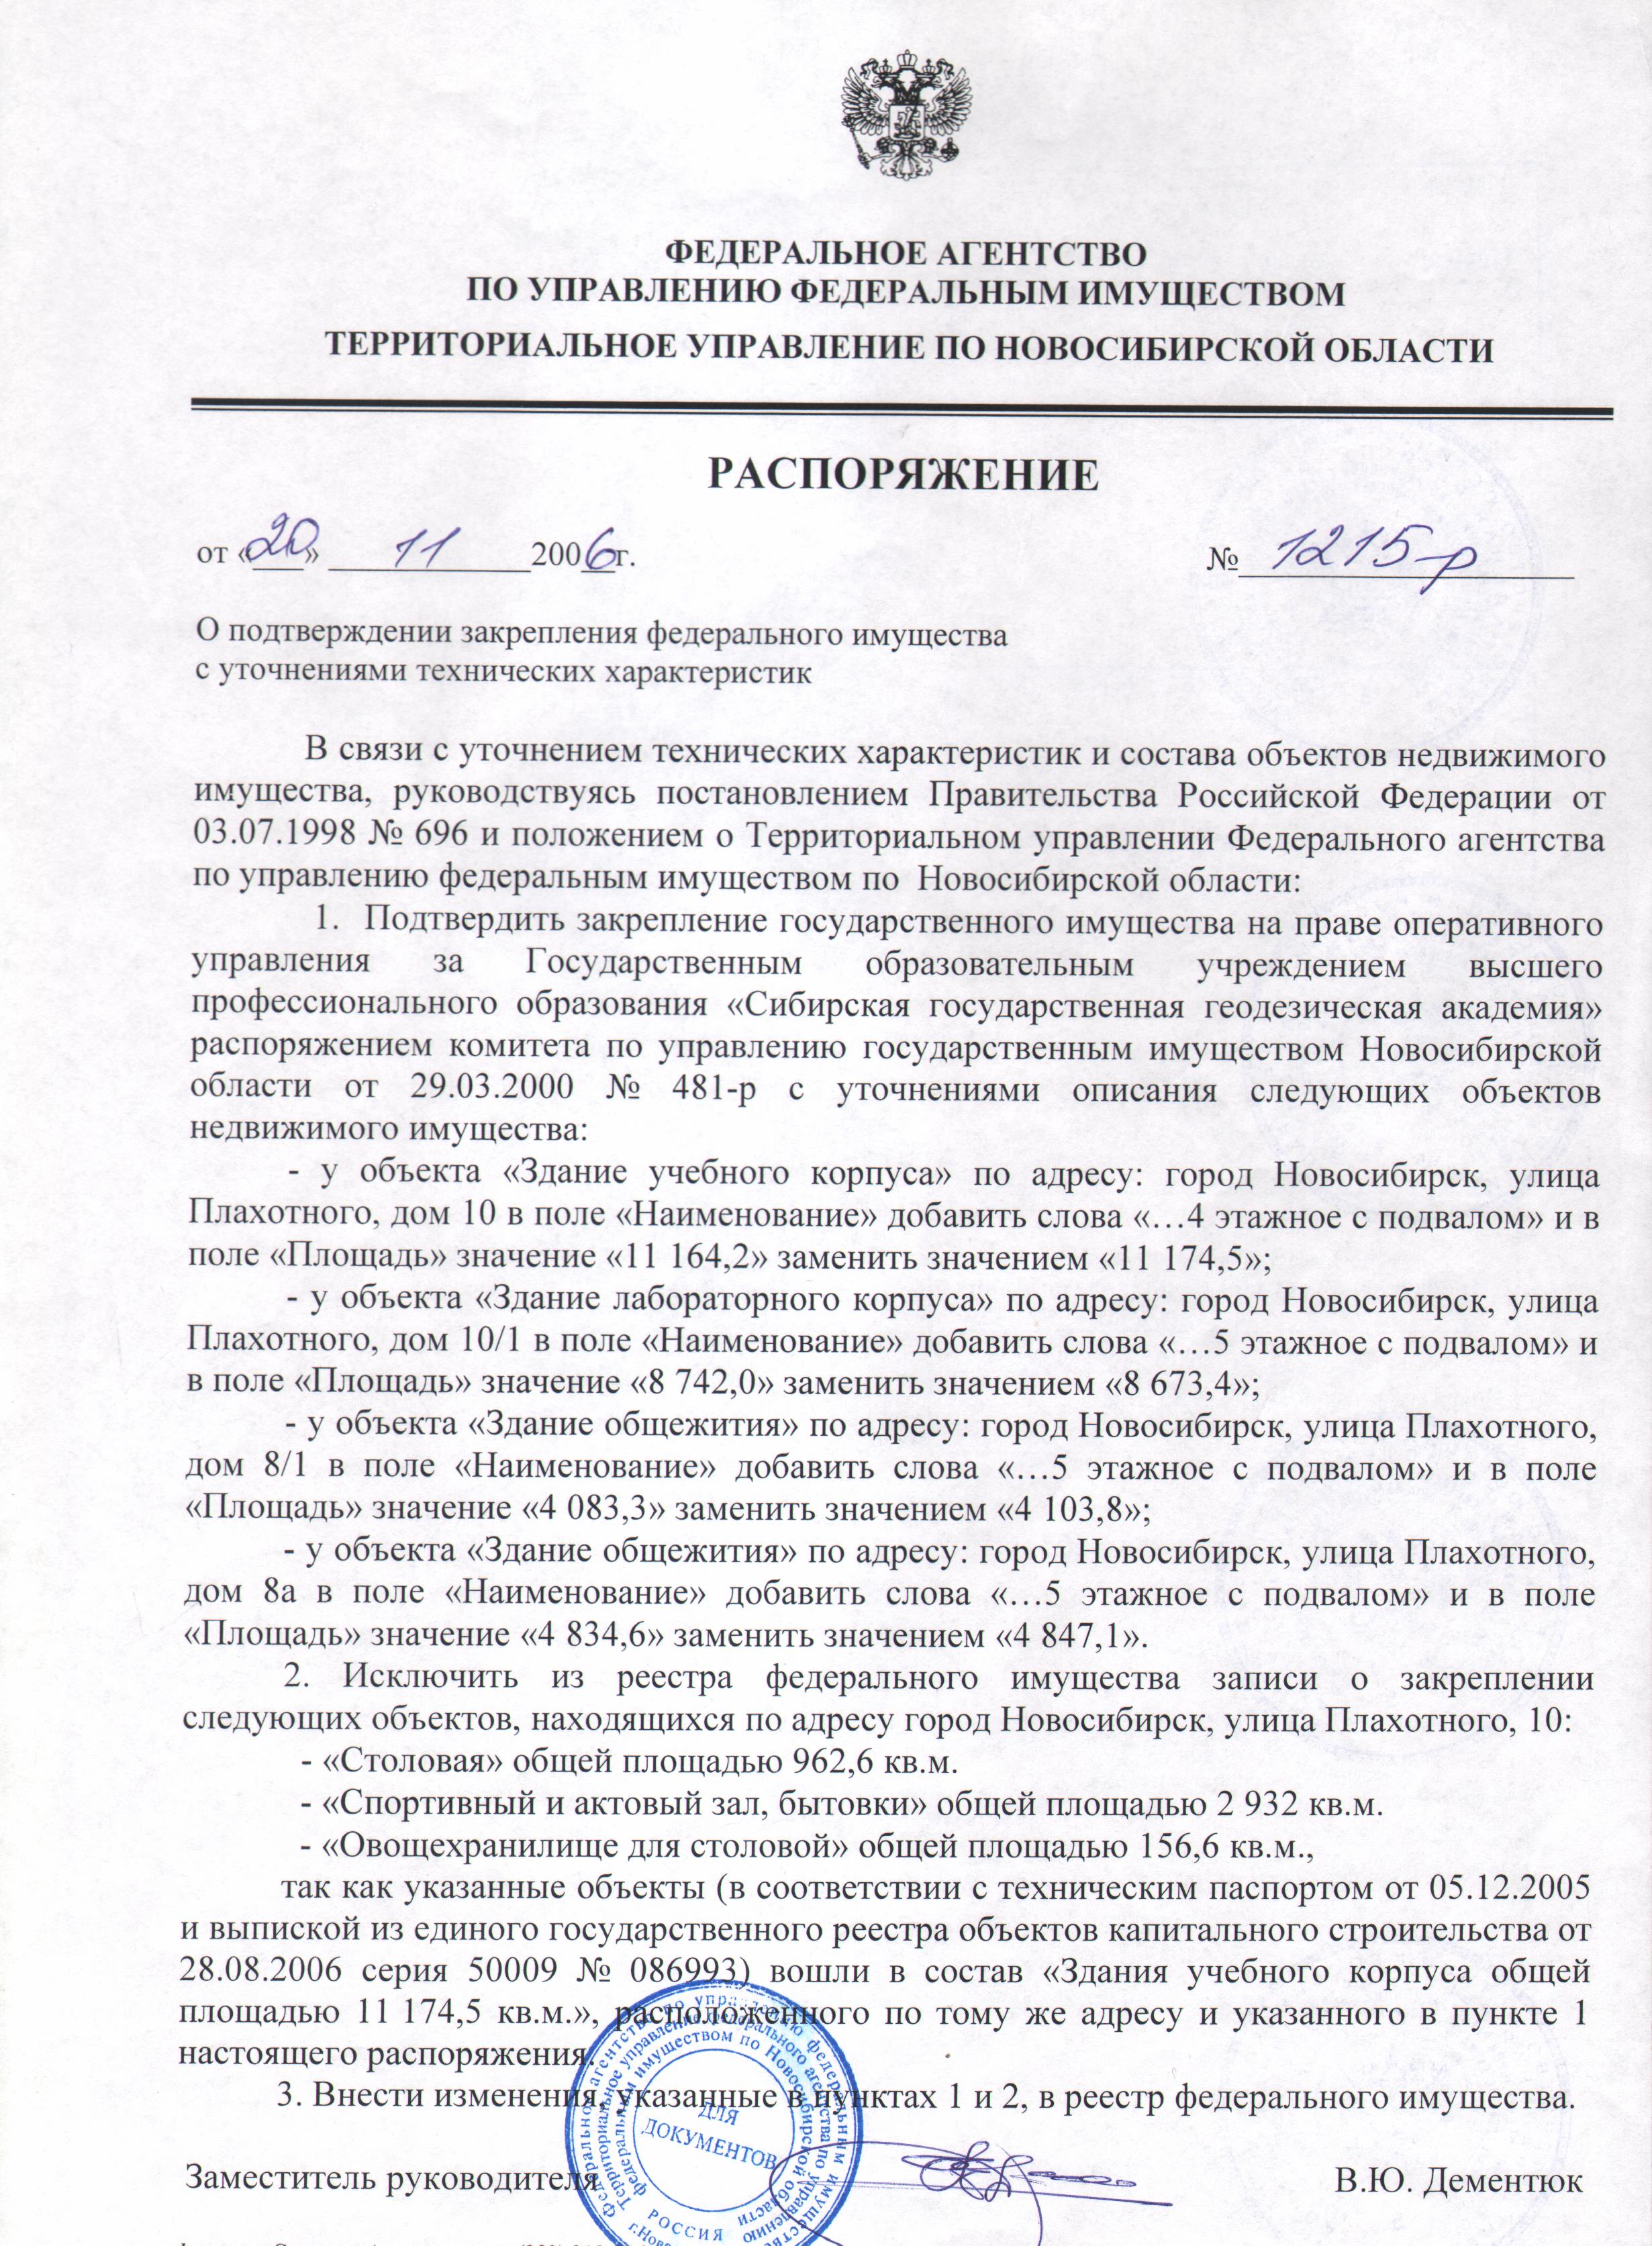 ФЕДЕРАЛЬНОЕ АГЕНТСТВО
ПО УПРАВЛЕНИЮ ФЕДЕРАЛЬНЫМ ИМУЩЕСТВОМ
ТЕРРИТОРИАЛЬНОЕ УПРАВЛЕНИЕ ПО НОВОСИБИРСКОЙ ОБЛАСТИ
РАСПОРЯЖЕНИЕ
от «20» 11 2006г. № 1215-р
О подтверждении закрепления федерального имущества
с уточнениями технических характеристик
В связи с уточнением технических характеристик и состава объектов недвижимого
имущества, руководствуясь постановлением Правительства Российской Федерации от
03.07.1998 № 696 и положением о Территориальном управлении Федерального агентства
по управлению федеральным имуществом по Новосибирской области:
1. Подтвердить закрепление государственного имущества на праве оперативного
управления за Государственным образовательным учреждением высшего
профессионального образования «Сибирская государственная геодезическая академия»
распоряжением комитета по управлению государственным имуществом Новосибирской
области от 29.03.2000 № 481-р с уточнениями описания следующих объектов
недвижимого имущества:
- у объекта «Здание учебного корпуса» по адресу: город Новосибирск, улица
Плахотного, дом 10 в поле «Наименование» добавить слова «…4 этажное с подвалом» и в
поле «Площадь» значение «11 164,2» заменить значением «11 174,5»;
- у объекта «Здание лабораторного корпуса» по адресу: город Новосибирск, улица
Плахотного, дом 10/1 в поле «Наименование» добавить слова «…5 этажное с подвалом» и
в поле «Площадь» значение «8 742,0» заменить значением «8 673,4»;
- у объекта «Здание общежития» по адресу: город Новосибирск, улица Плахотного,
дом 8/1 в поле «Наименование» добавить слова «…5 этажное с подвалом» и в поле
«Площадь» значение «4 083,3» заменить значением «4 103,8»;
- у объекта «Здание общежития» по адресу: город Новосибирск, улица Плахотного,
дом 8а в поле «Наименование» добавить слова «…5 этажное с подвалом» и в поле
«Площадь» значение «4 834,6» заменить значением «4 847,1».
2. Исключить из реестра федерального имущества записи о закреплении
следующих объектов, находящихся по адресу город Новосибирск, улица Плахотного, 10:
- «Столовая» общей площадью 962,6 кв.м.
- «Спортивный и актовый зал, бытовки» общей площадью 2 932 кв.м.
- «Овощехранилище для столовой» общей площадью 156,6 кв.м.,
так как указанные объекты (в соответствии с техническим паспортом от 05.12.2005
и выпиской из единого государственного реестра объектов капитального строительства от
28.08.2006 серия 50009 № 086993) вошли в состав «Здания учебного корпуса общей
площадью 11 174,5 кв.м.», расположенного по тому же адресу и указанного в пункте 1
настоящего распоряжения.
3. Внести изменения, указанные в пунктах 1 и 2, в реестр федерального имущества.
Заместитель руководителя В.Ю. Дементюк
Федеральное агентство по управлению федеральным
Территориальное управление Федерального агентства по управлению
федеральным имуществом по Новосибирской области
РОССИЯ
ДЛЯ
ДОКУМЕНТОВ